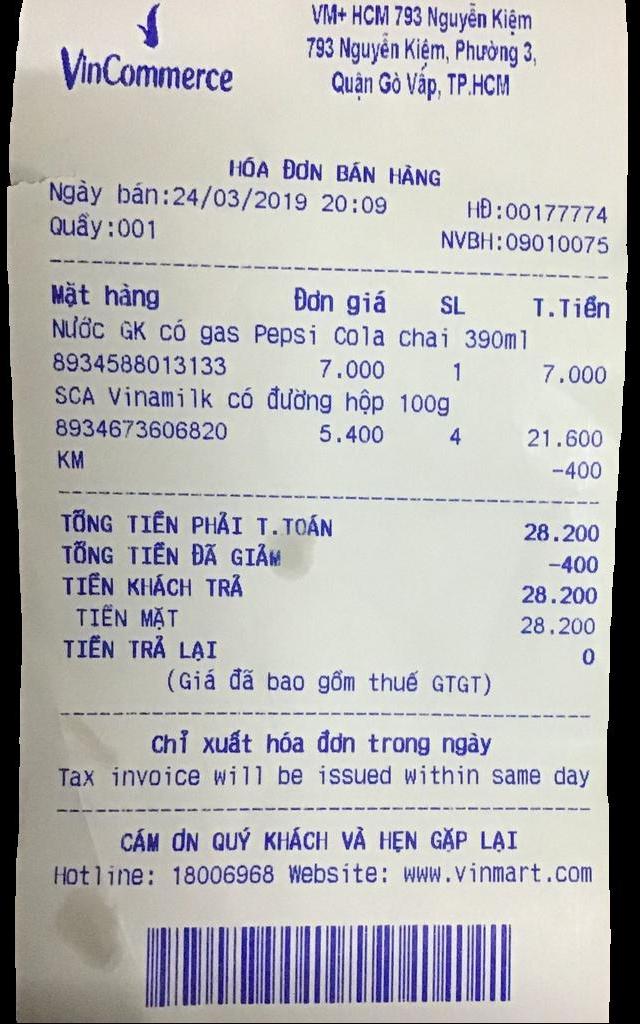 VinCommerce
VM+ HCM 793 Nguyễn Kiệm
793 Nguyễn Kiệm, Phường 3,
Quận Gò Vấp, TP.HCM
HÓA ĐƠN BÁN HÀNG
Ngày bán:24/03/2019 20:09 HĐ:00177774
Quầy:001 NVBH:09010075
Mặt hàng Đơn giá SL T.Tiền
Nước GK có gas Pepsi Cola chai 390ml
8934588013133 7.000 1 7.000
SCA Vinamilk có đường hộp 100g
8934673606820 5.400 4 21.600
KM -400
TỔNG TIỀN PHẢI T.TOÁN 28.200
TỔNG TIỀN ĐÃ GIẢM -400
TIỀN KHÁCH TRẢ 28.200
TIỀN MẶT 28.200
TIỀN TRẢ LẠI 0
(Giá đã bao gồm thuế GTGT)
Chỉ xuất hóa đơn trong ngày
Tax invoice will be issued within same day
CÁM ƠN QUÝ KHÁCH VÀ HẸN GẶP LẠI
Hotline: 18006968 Website: www.vinmart.com